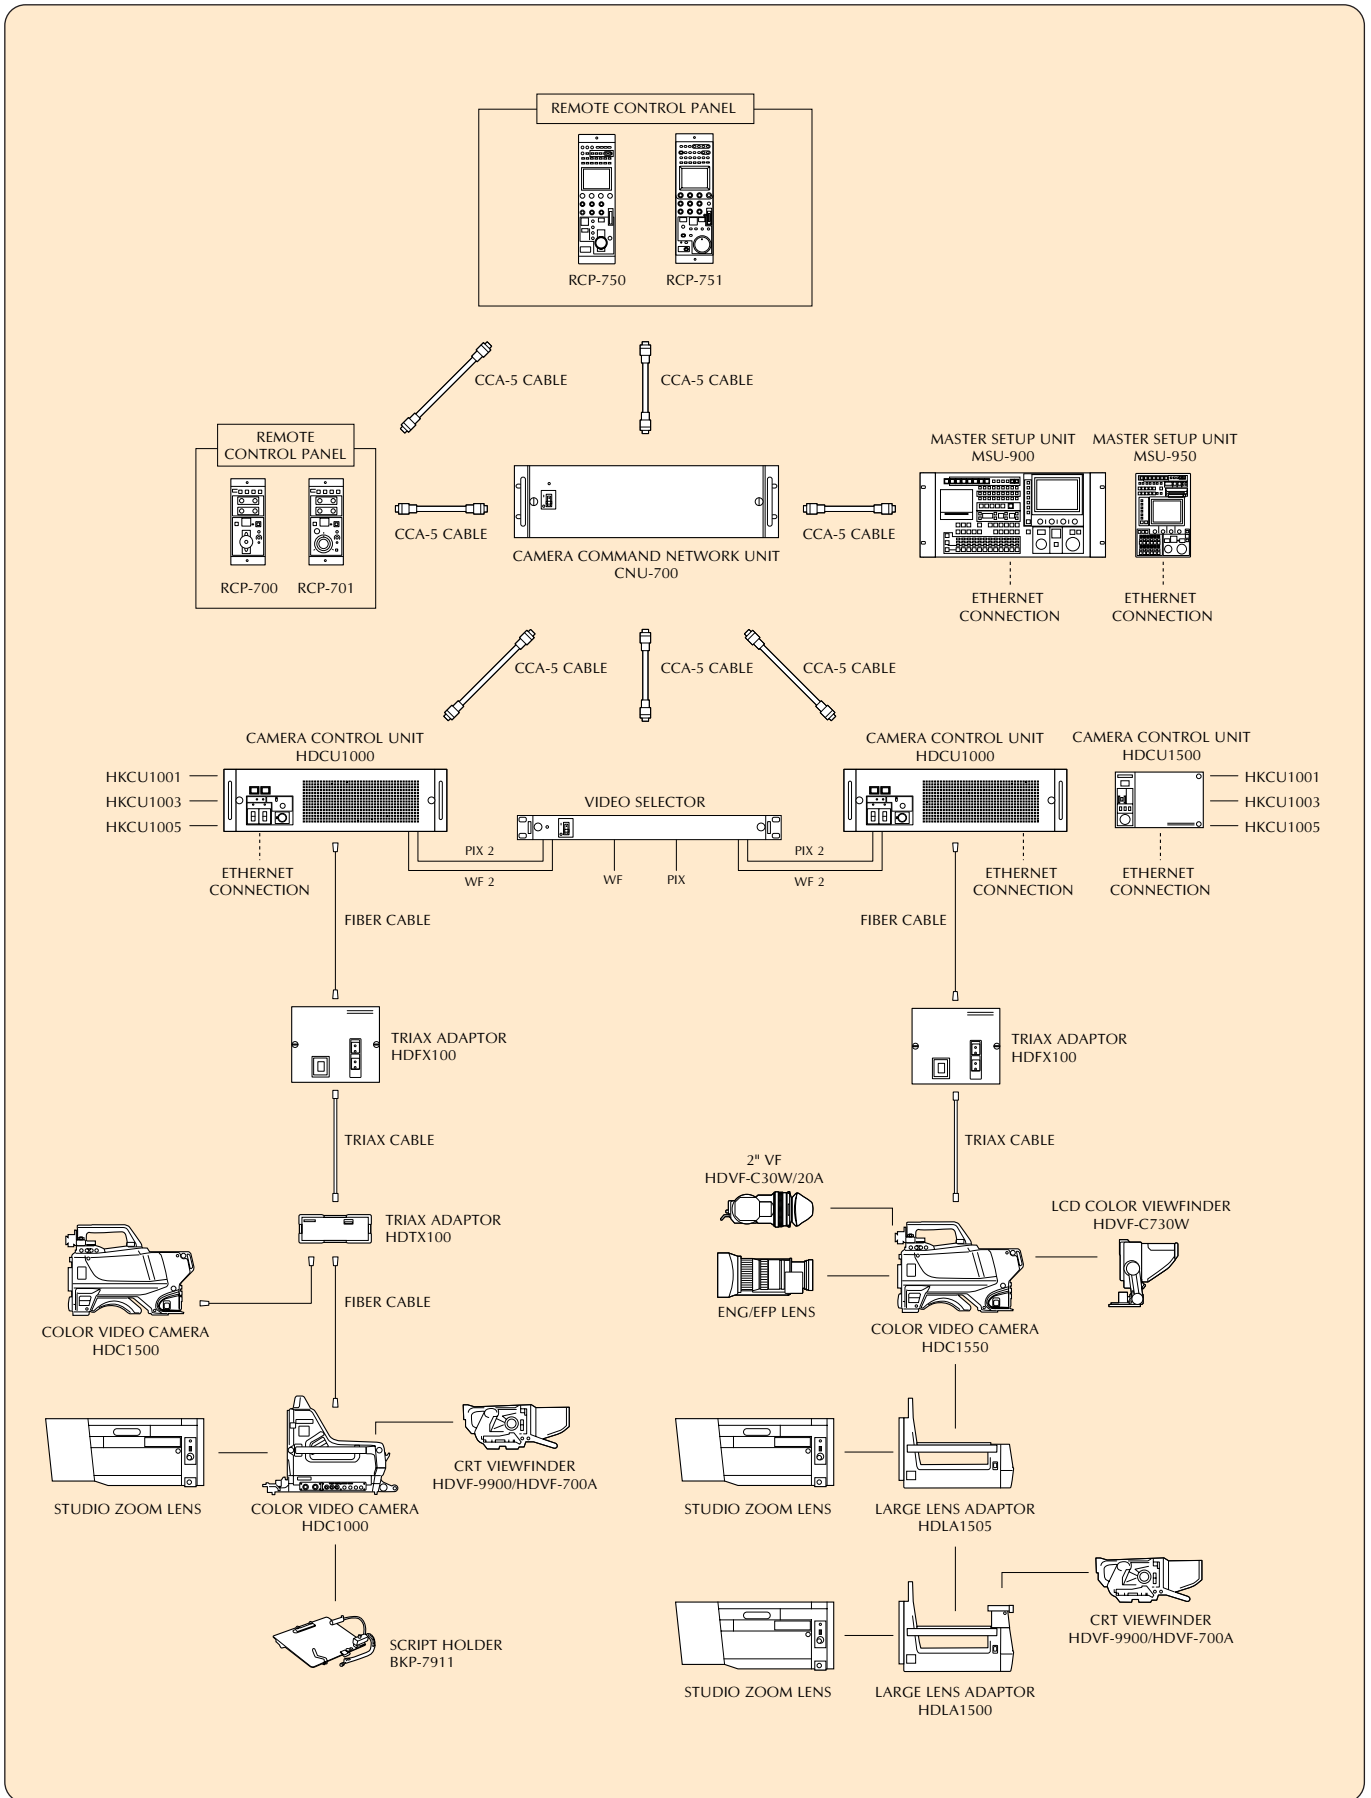 REMOTE CONTROL PANEL
RCP-750
RCP-751
CCA-5 CABLE
CCA-5 CABLE
REMOTE
CONTROL PANEL
RCP-700
RCP-701
CCA-5 CABLE
CAMERA COMMAND NETWORK UNIT
CNU-700
CCA-5 CABLE
MASTER SETUP UNIT
MSU-900
MASTER SETUP UNIT
MSU-950
ETHERNET
CONNECTION
ETHERNET
CONNECTION
CCA-5 CABLE
CCA-5 CABLE
CCA-5 CABLE
CAMERA CONTROL UNIT
HDCU1000
HKCU1001
HKCU1003
HKCU1005
ETHERNET
CONNECTION
VIDEO SELECTOR
PIX 2
WF 2
WF
PIX
PIX 2
WF 2
CAMERA CONTROL UNIT
HDCU1000
ETHERNET
CONNECTION
CAMERA CONTROL UNIT
HDCU1500
HKCU1001
HKCU1003
HKCU1005
ETHERNET
CONNECTION
FIBER CABLE
FIBER CABLE
TRIAX ADAPTOR
HDFX100
TRIAX ADAPTOR
HDFX100
TRIAX CABLE
TRIAX CABLE
TRIAX ADAPTOR
HDTX100
2" VF
HDVF-C30W/20A
LCD COLOR VIEWFINDER
HDVF-C730W
FIBER CABLE
ENG/EFP LENS
COLOR VIDEO CAMERA
HDC1500
COLOR VIDEO CAMERA
HDC1550
CRT VIEWFINDER
HDVF-9900/HDVF-700A
STUDIO ZOOM LENS
COLOR VIDEO CAMERA
HDC1000
STUDIO ZOOM LENS
LARGE LENS ADAPTOR
HDLA1505
SCRIPT HOLDER
BKP-7911
CRT VIEWFINDER
HDVF-9900/HDVF-700A
STUDIO ZOOM LENS
LARGE LENS ADAPTOR
HDLA1500